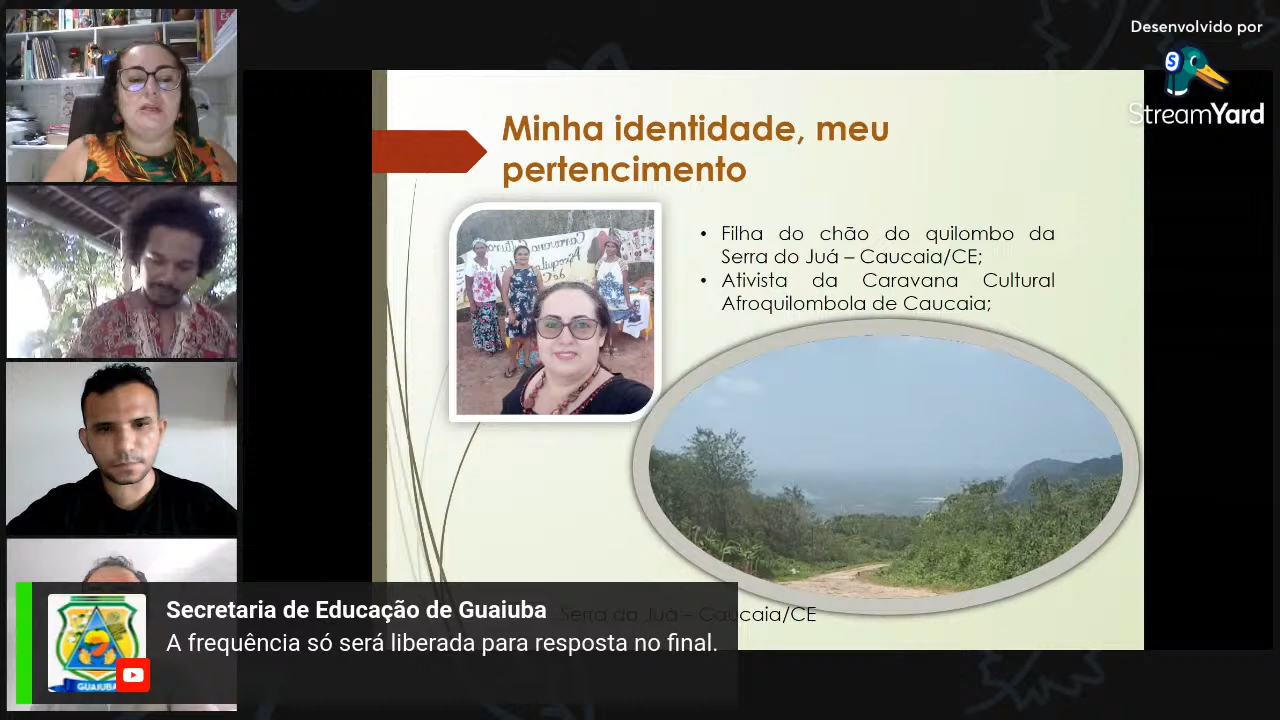 Desenvolvido por
StreamYard
Minha identidade, meu
pertencimento
• Filha do chão do quilombo da
Serra do Juá – Caucaia/CE;
• Ativista da Caravana Cultural
Afroquilombola de Caucaia;
Serra da Juá – Caucaia/CE
Secretaria de Educação de Guaiuba
A frequência só será liberada para resposta no final.
GUAIUBA